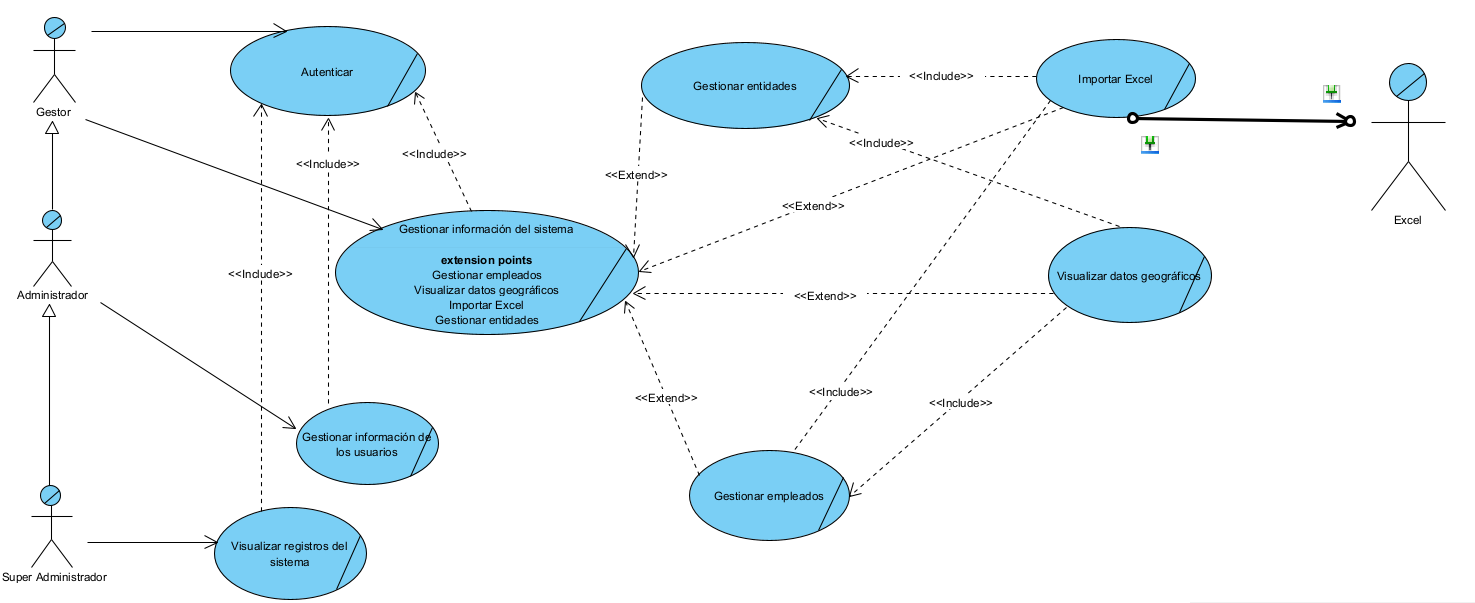 Gestor
Autenticar
Gestionar entidades
<<Include>>
Importar Excel
Excel
<<Include>>
<<Include>>
<<Include>>
<<Extend>>
<<Extend>>
Administrador
Gestionar información del sistema
extension points
Gestionar empleados
Visualizar datos geográficos
Importar Excel
Gestionar entidades
<<Include>>
<<Extend>>
Visualizar datos geográficos
<<Extend>>
<<Include>>
<<Include>>
Gestionar información de
los usuarios
Gestionar empleados
Visualizar registros del
sistema
Super Administrador